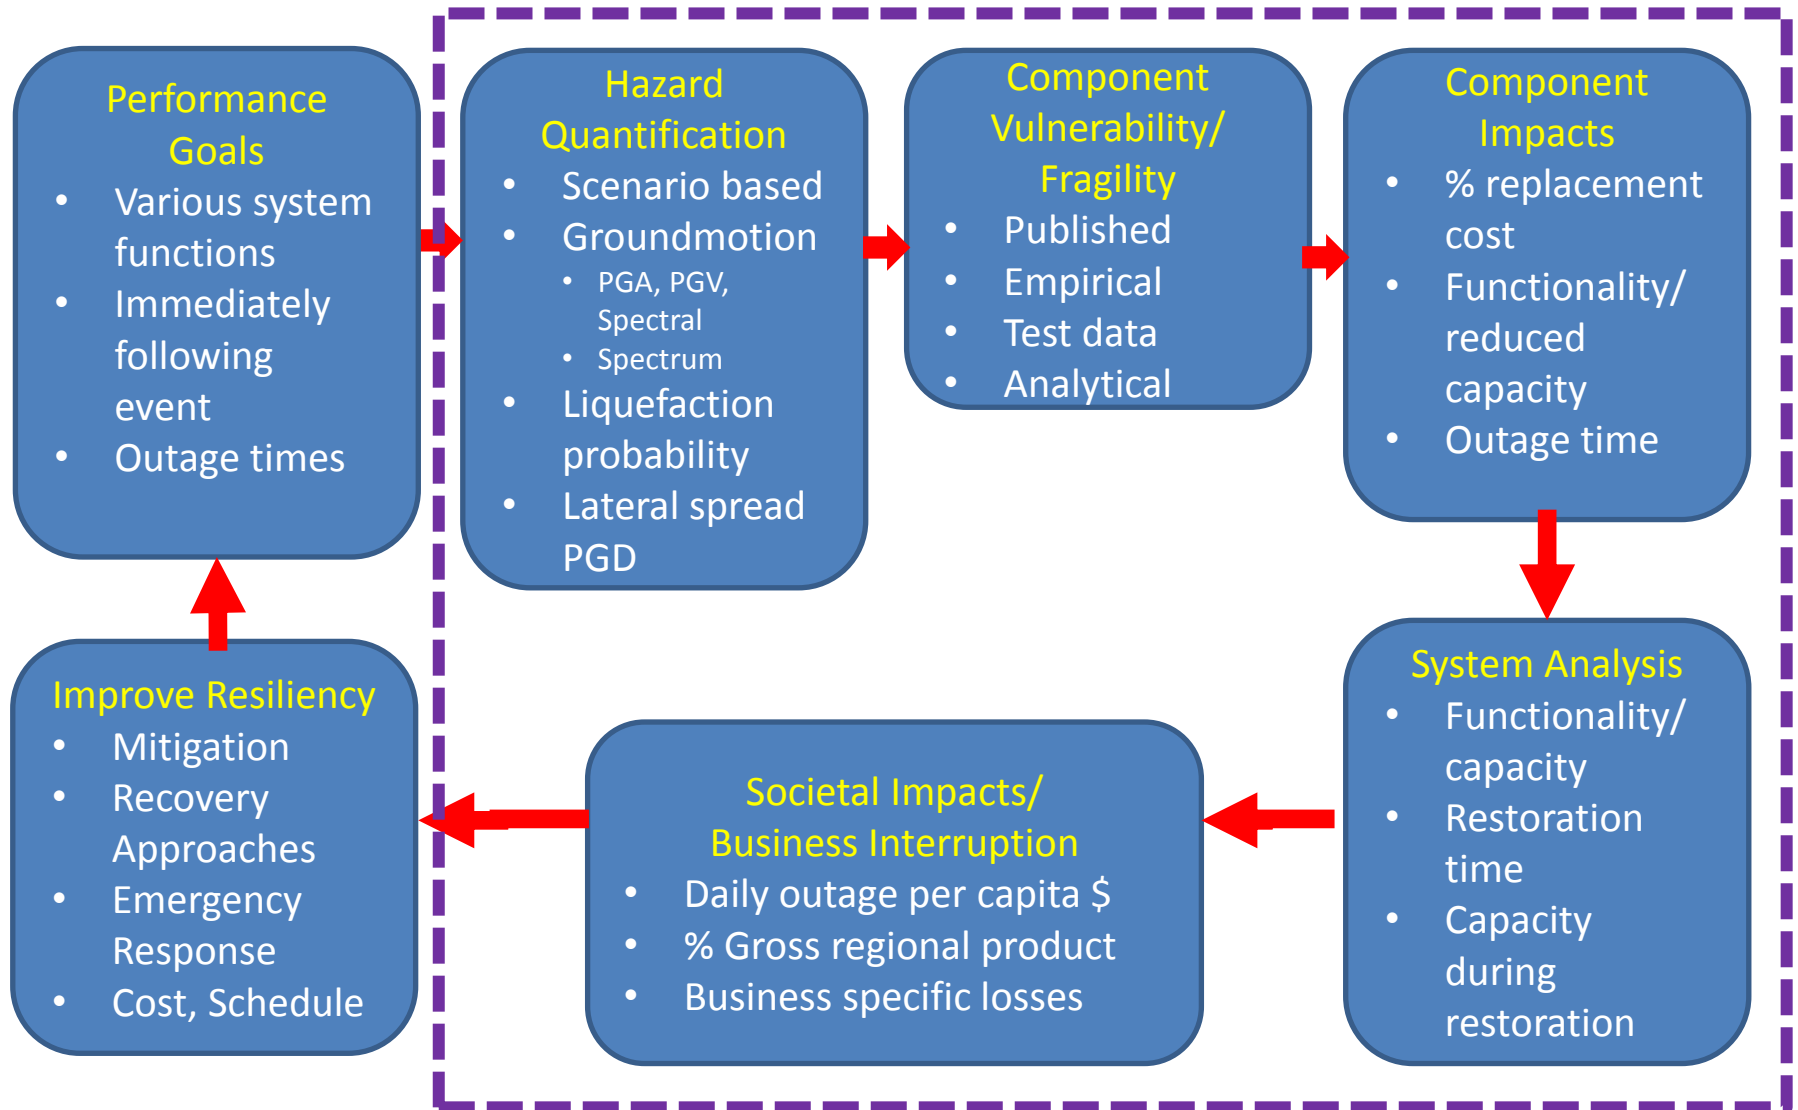 Performance
Goals
• Various system
functions
• Immediately
following
event
• Outage times
Hazard
Quantification
• Scenario based
• Groundmotion
• PGA, PGV,
Spectral
• Spectrum
• Liquefaction
probability
• Lateral spread
PGD
Component
Vulnerability/
Fragility
• Published
• Empirical
• Test data
• Analytical
Component
Impacts
• % replacement
cost
• Functionality/
reduced
capacity
• Outage time
System Analysis
• Functionality/
capacity
• Restoration
time
• Capacity
during
restoration
Societal Impacts/
Business Interruption
• Daily outage per capita $
• % Gross regional product
• Business specific losses
Improve Resiliency
• Mitigation
• Recovery
Approaches
• Emergency
Response
• Cost, Schedule